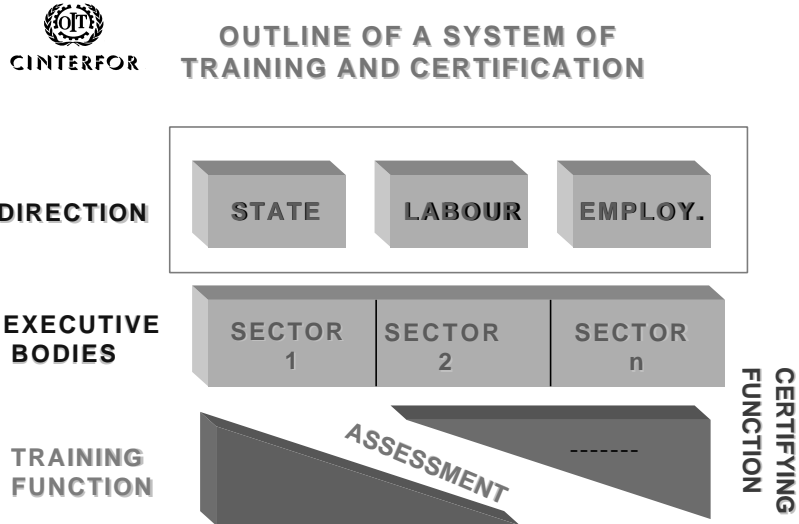 OIT
CINTERFOR
OUTLINE OF A SYSTEM OF
TRAINING AND CERTIFICATION
DIRECTION
STATE
LABOUR
EMPLOY.
EXECUTIVE
BODIES
SECTOR
1
SECTOR
2
SECTOR
n
TRAINING
FUNCTION
ASSESSMENT
-------
CERTIFYING
FUNCTION